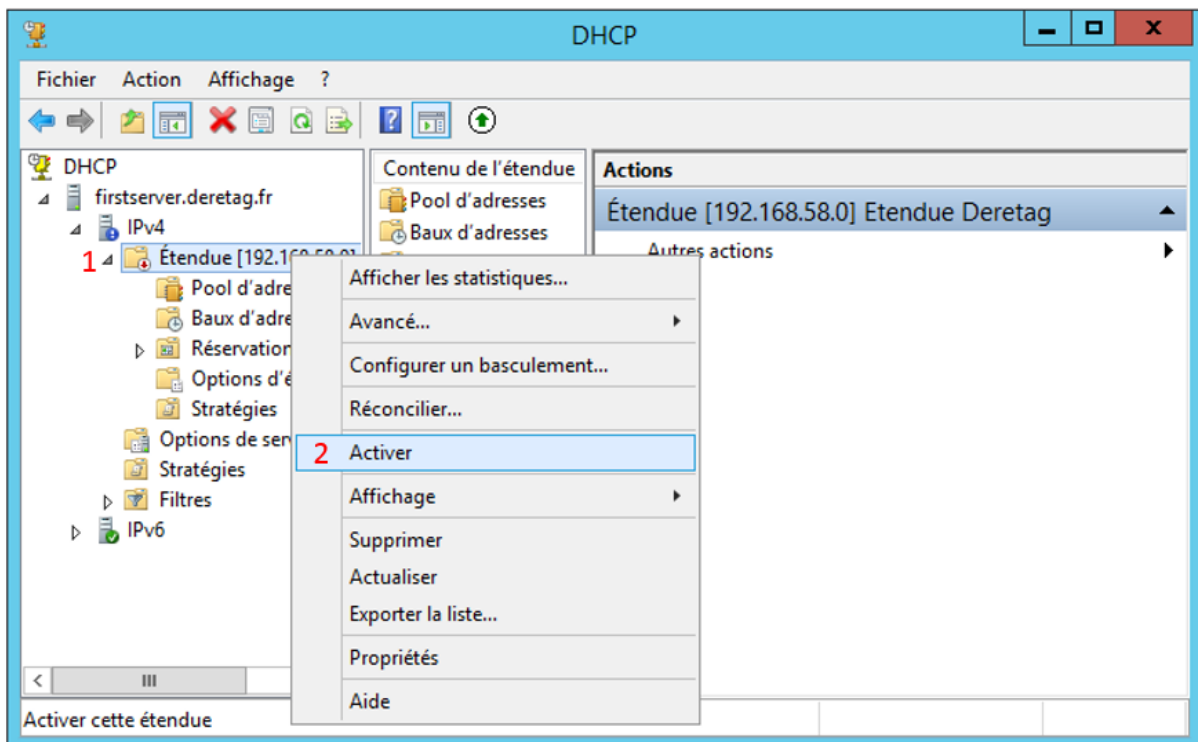 DHCP
Fichier Action Affichage ?
DHCP
firstserver.deretag.fr
IPv4
1 Étendue [192.168.58.0]
Pool d'adre
Baux d'adre
Réservation
Options d'é
Stratégies
Options de ser
Stratégies
Filtres
IPv6
Contenu de l'étendue
Pool d'adresses
Baux d'adresses
Actions
Étendue [192.168.58.0] Etendue Deretag
Autres actions
Afficher les statistiques...
Avancé...
Configurer un basculement...
Réconcilier...
2 Activer
Affichage
Supprimer
Actualiser
Exporter la liste...
Propriétés
Aide
Activer cette étendue